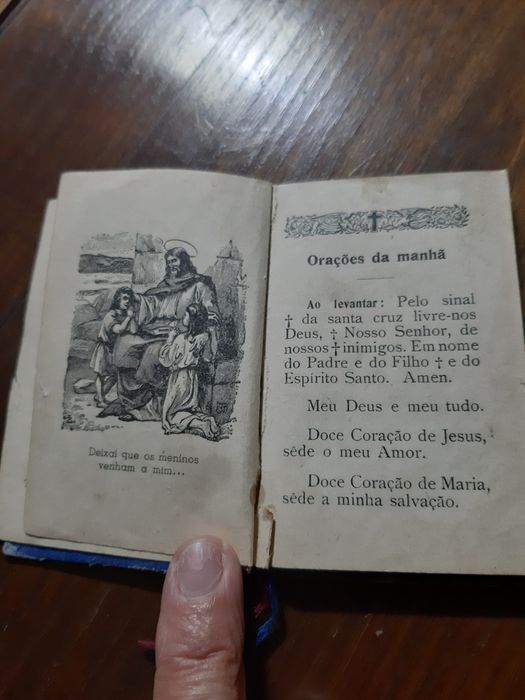 Deixai que os meninos
venham a mim...
Orações da manhã
Ao levantar: Pelo sinal
† da santa cruz livre-nos
Deus, † Nosso Senhor, de
nossos † inimigos. Em nome
do Padre e do Filho † e do
Espírito Santo. Amen.
Meu Deus e meu tudo.
Doce Coração de Jesus,
sêde o meu Amor.
Doce Coração de Maria,
sêde a minha salvação.